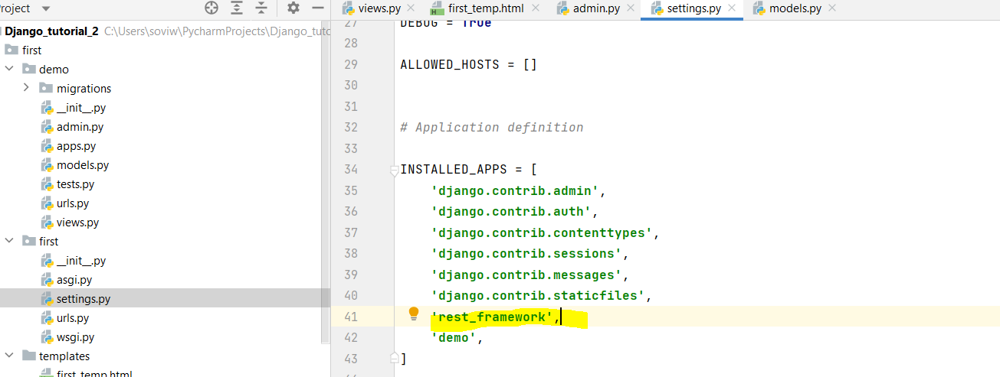 roject
Django_tutorial_2 C:\Users\soviw\PycharmProjects\Django_tuto
first
demo
migrations
__init__.py
admin.py
apps.py
models.py
tests.py
urls.py
views.py
first
__init__.py
asgi.py
settings.py
urls.py
wsgi.py
templates
first_temp.html
views.py first_temp.html admin.py settings.py models.py
27 DEBUG = True
28
29 ALLOWED_HOSTS = []
30
31
32 # Application definition
33
34 INSTALLED_APPS = [
35 'django.contrib.admin',
36 'django.contrib.auth',
37 'django.contrib.contenttypes',
38 'django.contrib.sessions',
39 'django.contrib.messages',
40 'django.contrib.staticfiles',
41 'rest_framework',
42 'demo',
43 ]